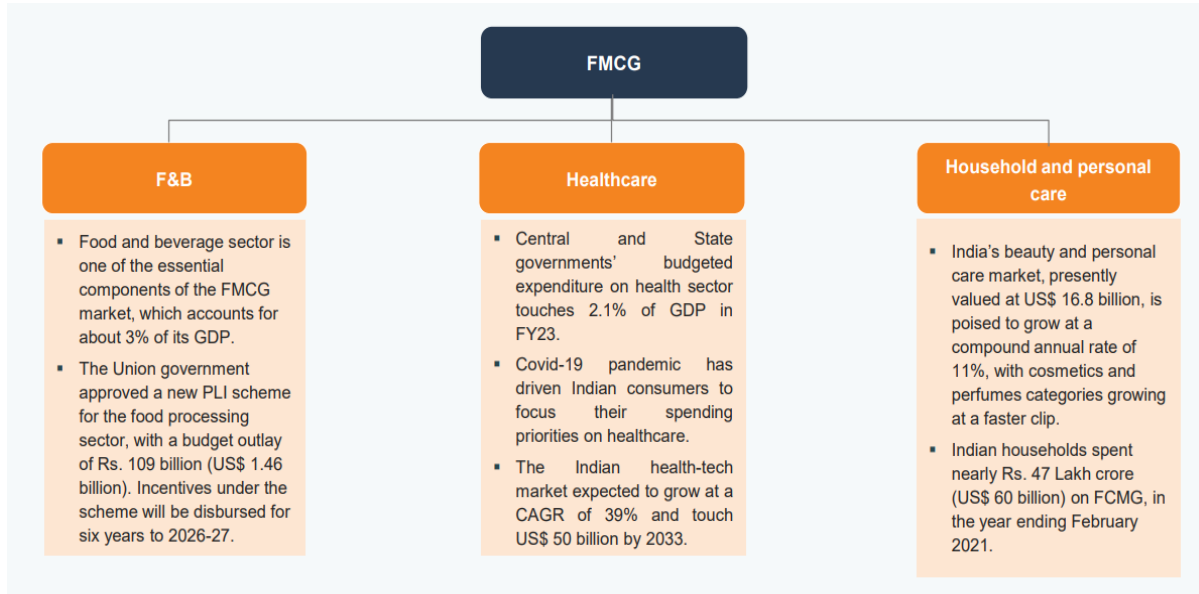 FMCG
F&B
▪ Food and beverage sector is
one of the essential
components of the FMCG
market, which accounts for
about 3% of its GDP.
▪ The Union government
approved a new PLI scheme
for the food processing
sector, with a budget outlay
of Rs. 109 billion (US$ 1.46
billion). Incentives under the
scheme will be disbursed for
six years to 2026-27.
Healthcare
▪ Central and State
governments’ budgeted
expenditure on health sector
touches 2.1% of GDP in
FY23.
▪ Covid-19 pandemic has
driven Indian consumers to
focus their spending
priorities on healthcare.
▪ The Indian health-tech
market expected to grow at a
CAGR of 39% and touch
US$ 50 billion by 2033.
Household and personal
care
▪ India’s beauty and personal
care market, presently
valued at US$ 16.8 billion, is
poised to grow at a
compound annual rate of
11%, with cosmetics and
perfumes categories growing
at a faster clip.
▪ Indian households spent
nearly Rs. 47 Lakh crore
(US$ 60 billion) on FCMG, in
the year ending February
2021.